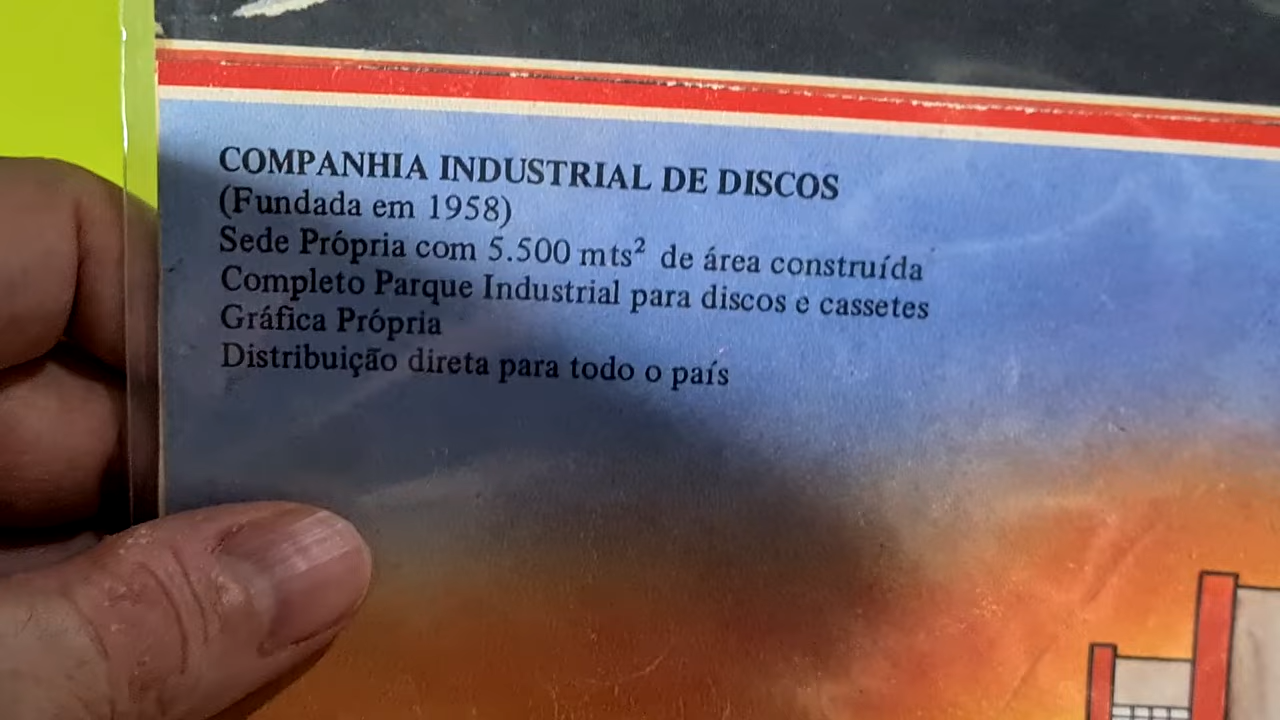 COMPANHIA INDUSTRIAL DE DISCOS
(Fundada em 1958)
Sede Própria com 5.500 mts² de área construída
Completo Parque Industrial para discos e cassetes
Gráfica Própria
Distribuição direta para todo o país